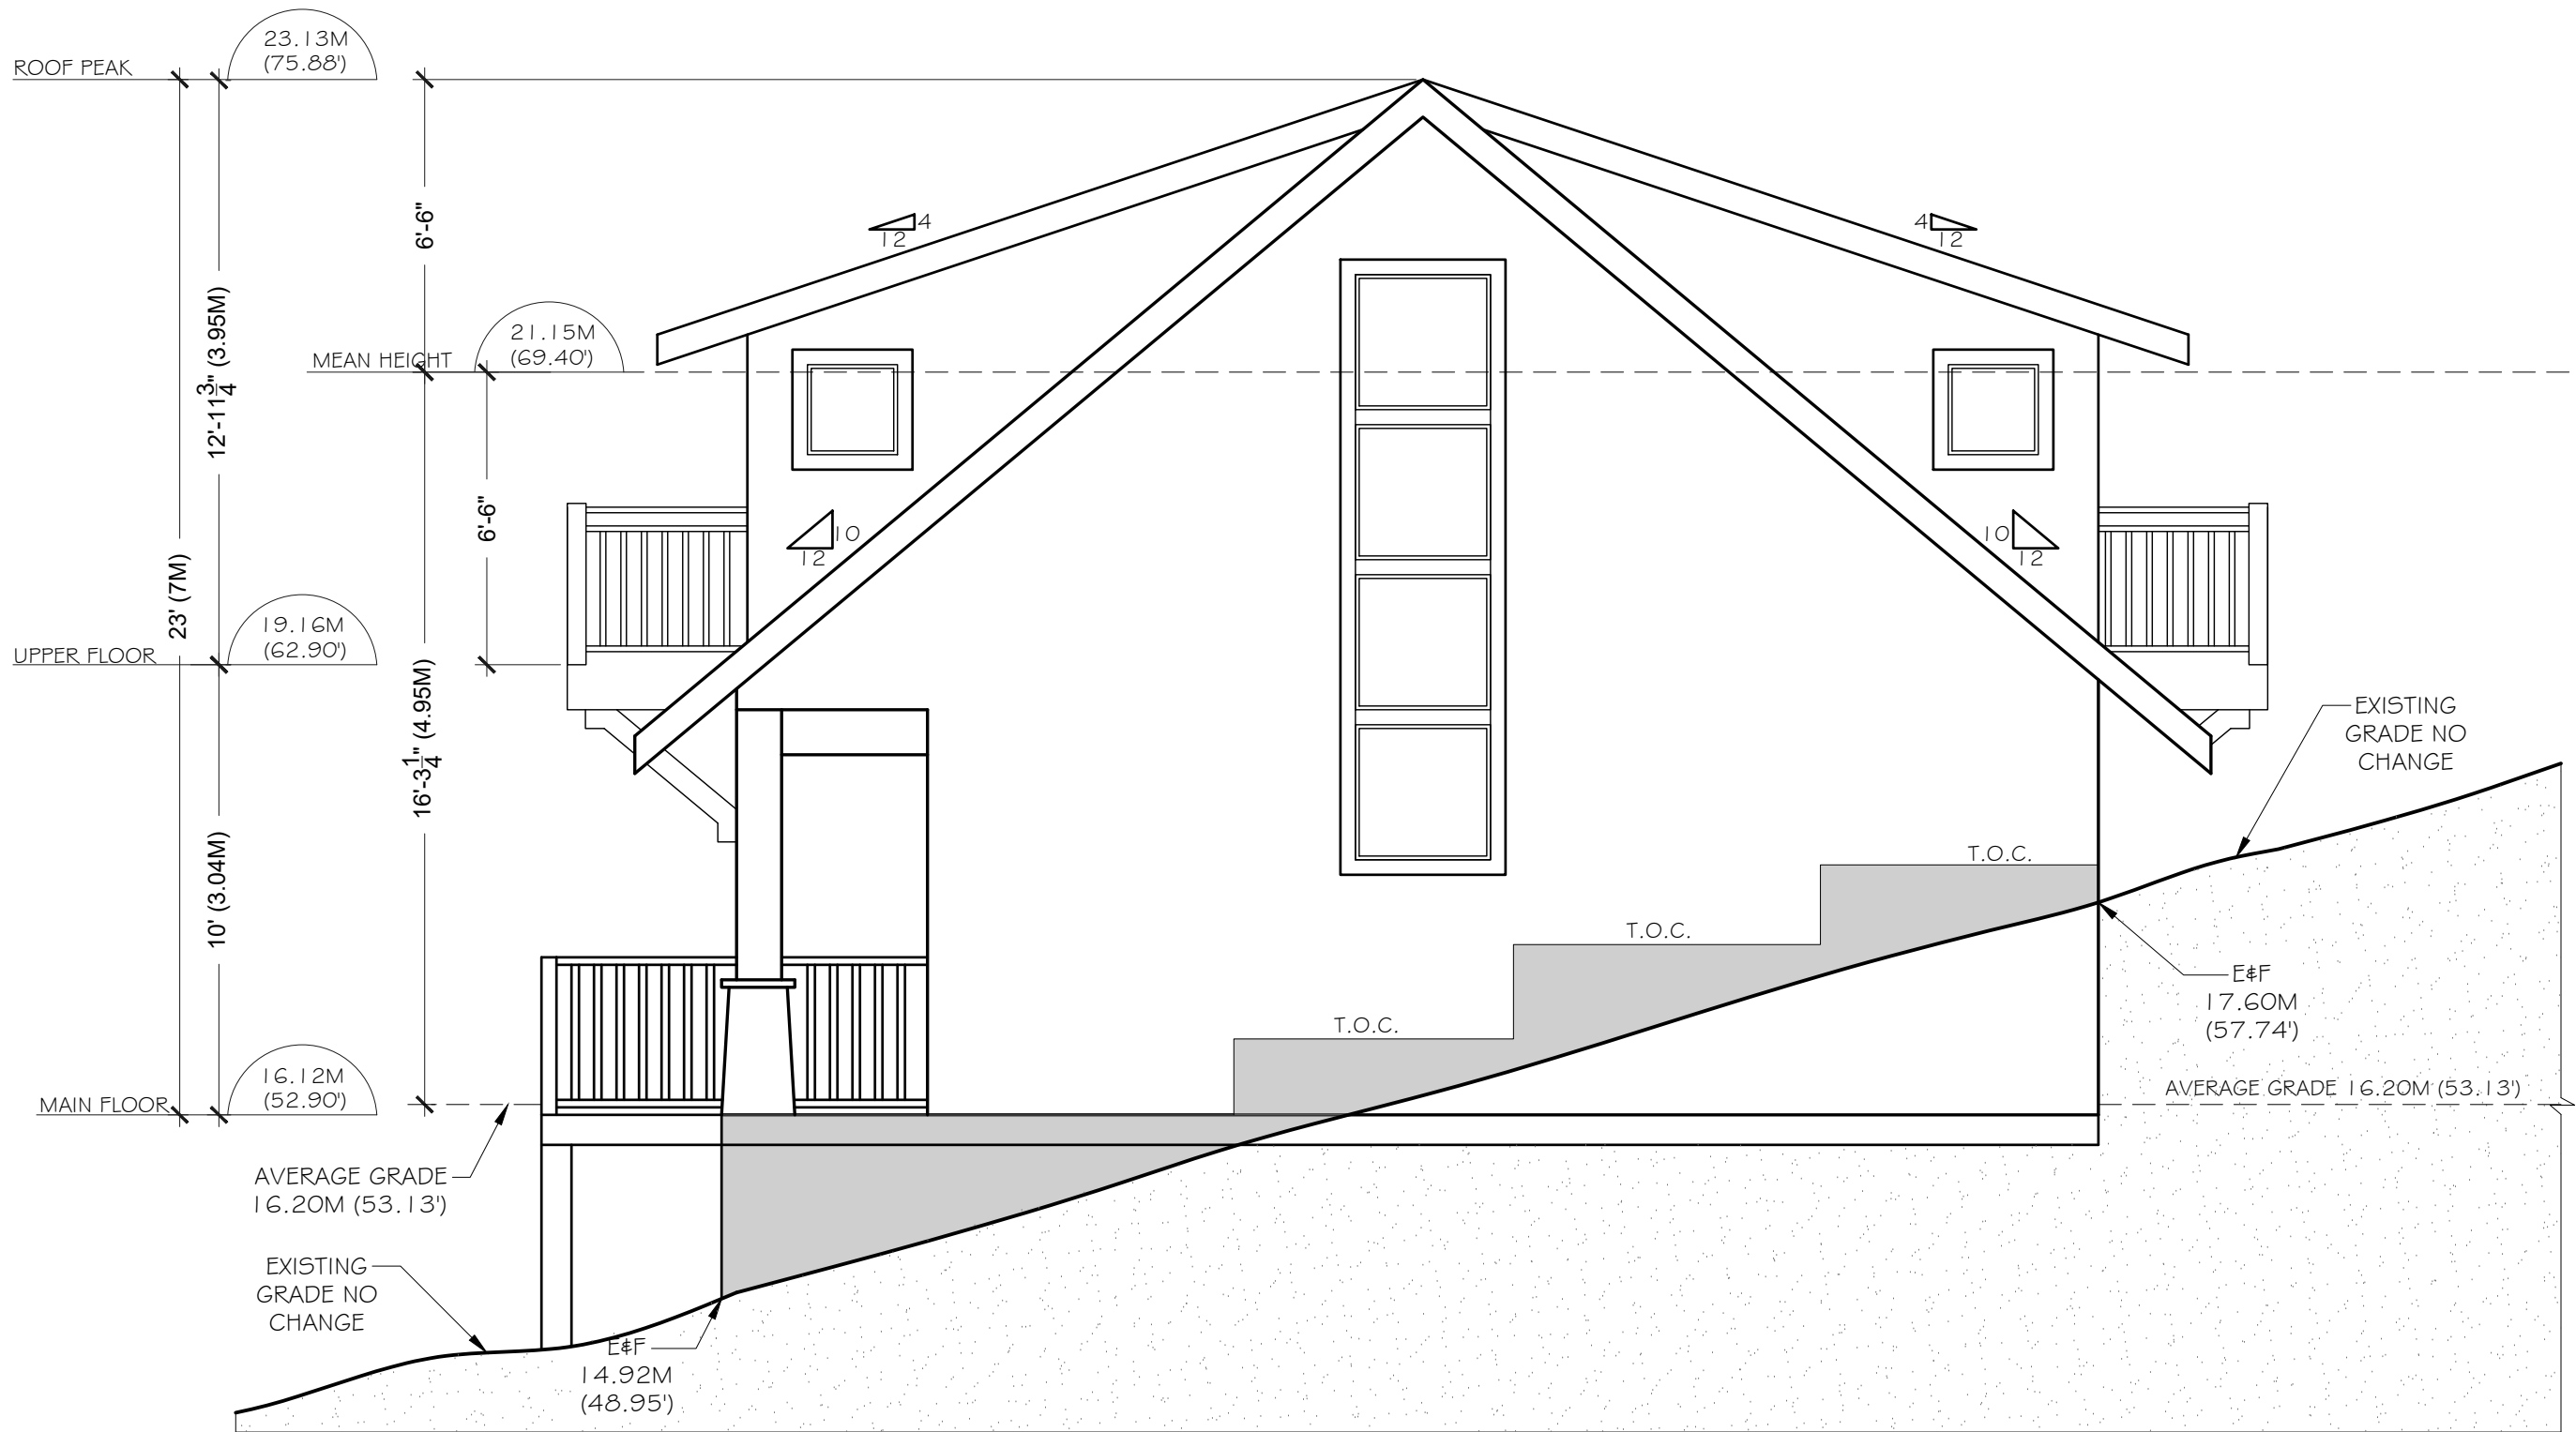 23.13M
(75.88')
ROOF PEAK
6'-6"
4
12
4
12
12'-11 3/4" (3.95M)
21.15M
(69.40')
MEAN HEIGHT
6'-6"
10
12
10
12
23' (7M)
19.16M
(62.90')
UPPER FLOOR
16'-3 1/4" (4.95M)
EXISTING
GRADE NO
CHANGE
10' (3.04M)
T.O.C.
T.O.C.
T.O.C.
E&F
17.60M
(57.74')
16.12M
(52.90')
MAIN FLOOR
AVERAGE GRADE 16.20M (53.13')
AVERAGE GRADE
16.20M (53.13')
EXISTING
GRADE NO
CHANGE
E&F
14.92M
(48.95')